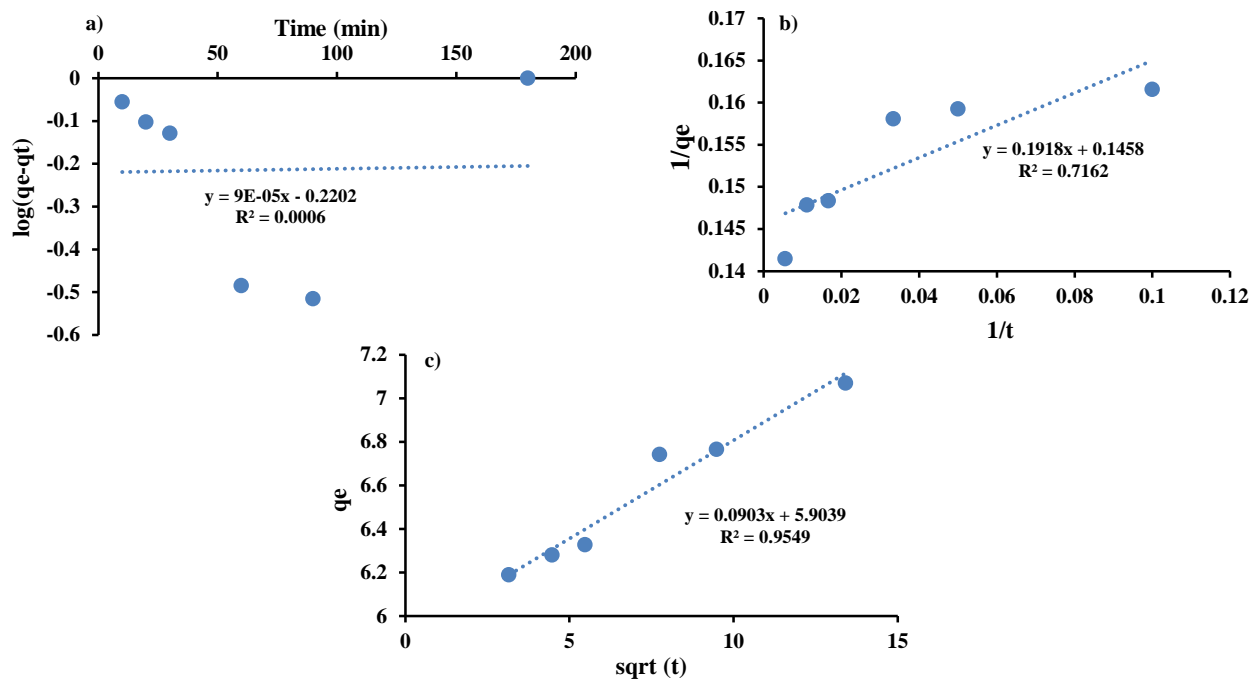 a)
Time (min)
0 50 100 150 200
0
-0.1
-0.2
-0.3
-0.4
-0.5
-0.6
log(qe-qt)
y = 9E-05x - 0.2202
R² = 0.0006
b)
0.17
0.165
0.16
0.155
0.15
0.145
0.14
1/qe
y = 0.1918x + 0.1458
R² = 0.7162
0 0.02 0.04 0.06 0.08 0.1 0.12
1/t
c)
7.2
7
6.8
6.6
6.4
6.2
6
qe
y = 0.0903x + 5.9039
R² = 0.9549
0 5 10 15
sqrt (t)